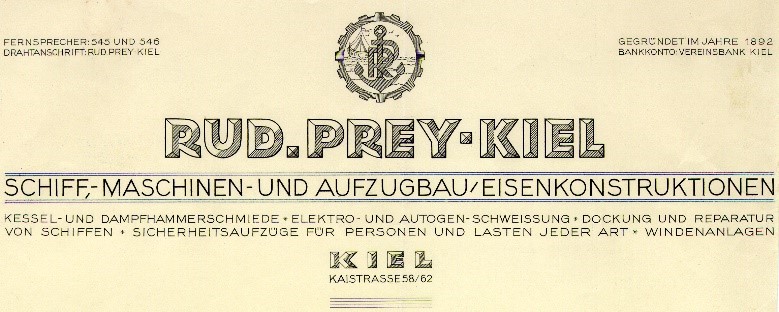 FERNSPRECHER: 545 UND 546
DRAHTANSCHRIFT: RUD. PREY KIEL
GEGRÜNDET IM JAHRE 1892
BANKKONTO: VEREINSBANK KIEL
RP
RUD. PREY · KIEL
SCHIFF,- MASCHINEN - UND AUFZUGBAU / EISENKONSTRUKTIONEN
KESSEL- UND DAMPFHAMMERSCHMIEDE + ELEKTRO- UND AUTOGEN-SCHWEISSUNG + DOCKUNG UND REPARATUR
VON SCHIFFEN + SICHERHEITSAUFZÜGE FÜR PERSONEN UND LASTEN JEDER ART + WINDENANLAGEN
KIEL
KAISTRASSE 58/62